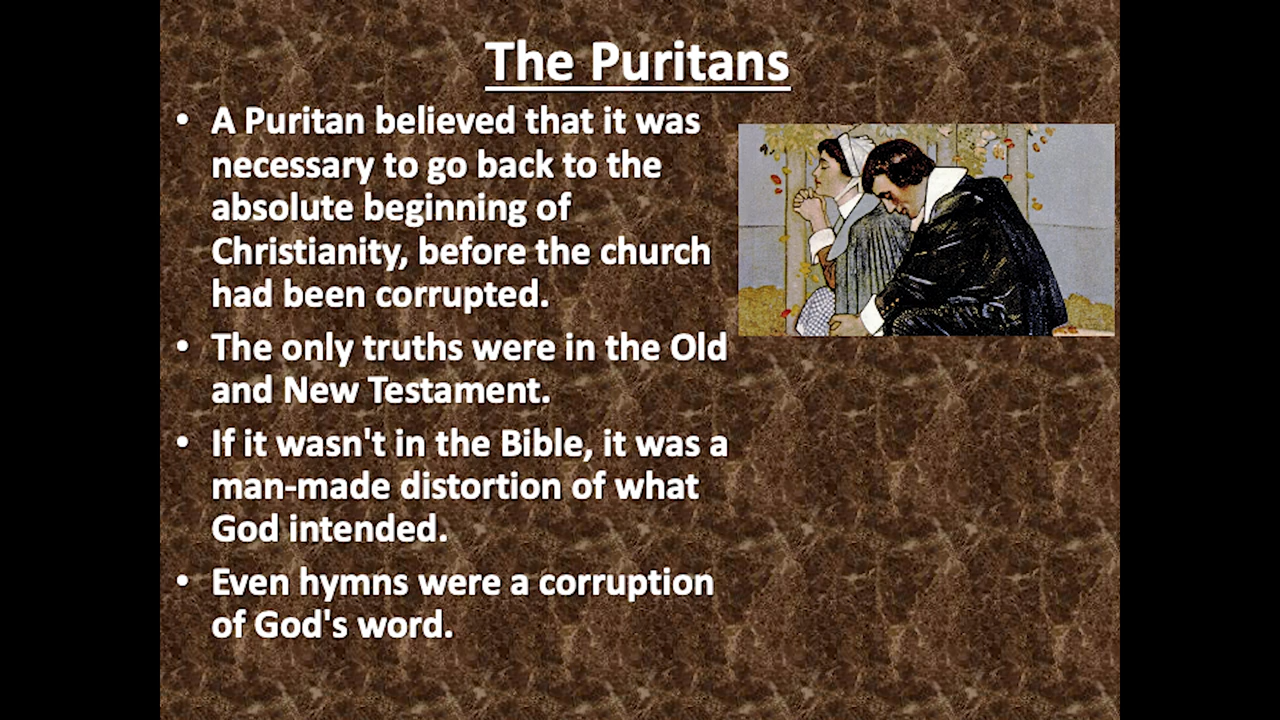 The Puritans
• A Puritan believed that it was
necessary to go back to the
absolute beginning of
Christianity, before the church
had been corrupted.
• The only truths were in the Old
and New Testament.
• If it wasn't in the Bible, it was a
man-made distortion of what
God intended.
• Even hymns were a corruption
of God's word.